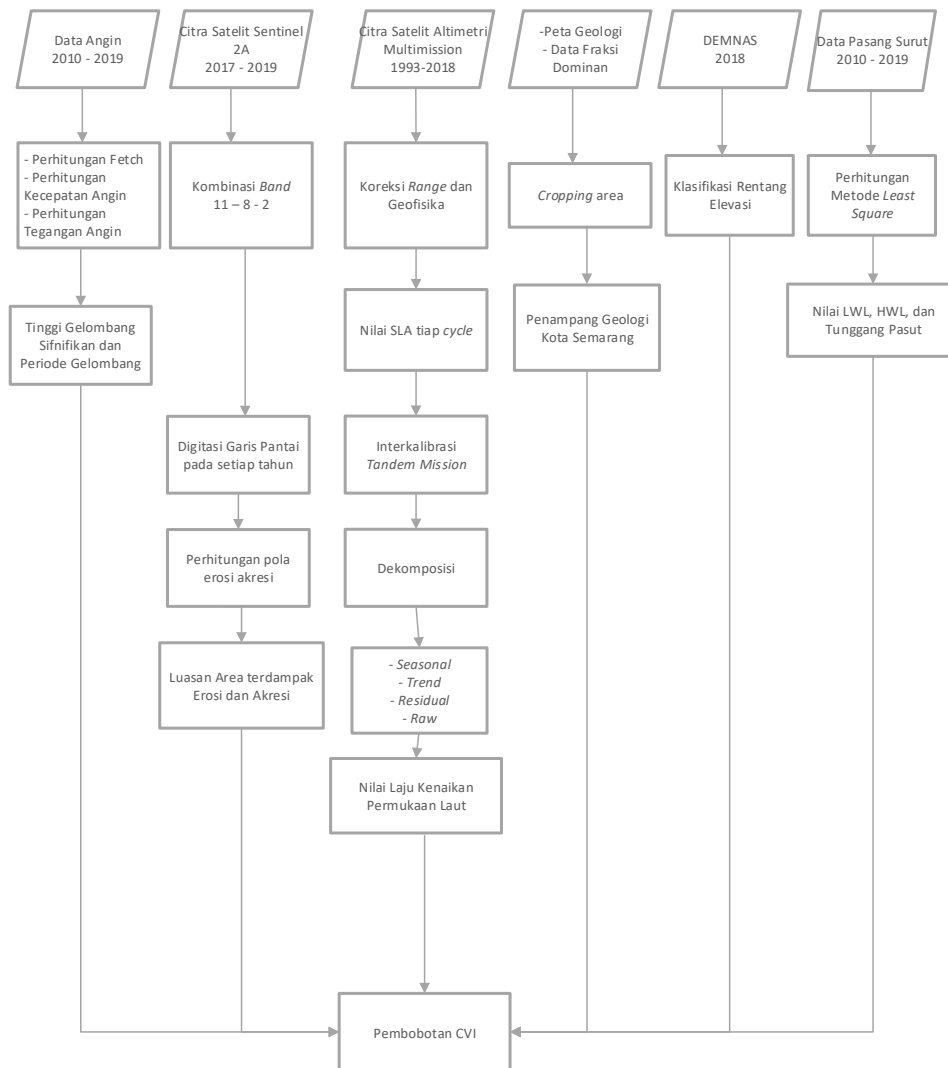 Data Angin
2010 - 2019
Citra Satelit Sentinel
2A
2017 - 2019
Citra Satelit Altimetri
Multimission
1993-2018
-Peta Geologi
- Data Fraksi
Dominan
DEMNAS
2018
Data Pasang Surut
2010 - 2019
- Perhitungan Fetch
- Perhitungan
Kecepatan Angin
- Perhitungan
Tegangan Angin
Kombinasi Band
11 – 8 - 2
Koreksi Range dan
Geofisika
Cropping area
Klasifikasi Rentang
Elevasi
Perhitungan
Metode Least
Square
Tinggi Gelombang
Sifnifikan dan
Periode Gelombang
Nilai SLA tiap cycle
Penampang Geologi
Kota Semarang
Nilai LWL, HWL, dan
Tunggang Pasut
Digitasi Garis Pantai
pada setiap tahun
Interkalibrasi
Tandem Mission
Perhitungan pola
erosi akresi
Dekomposisi
Luasan Area terdampak
Erosi dan Akresi
- Seasonal
- Trend
- Residual
- Raw
Nilai Laju Kenaikan
Permukaan Laut
Pembobotan CVI